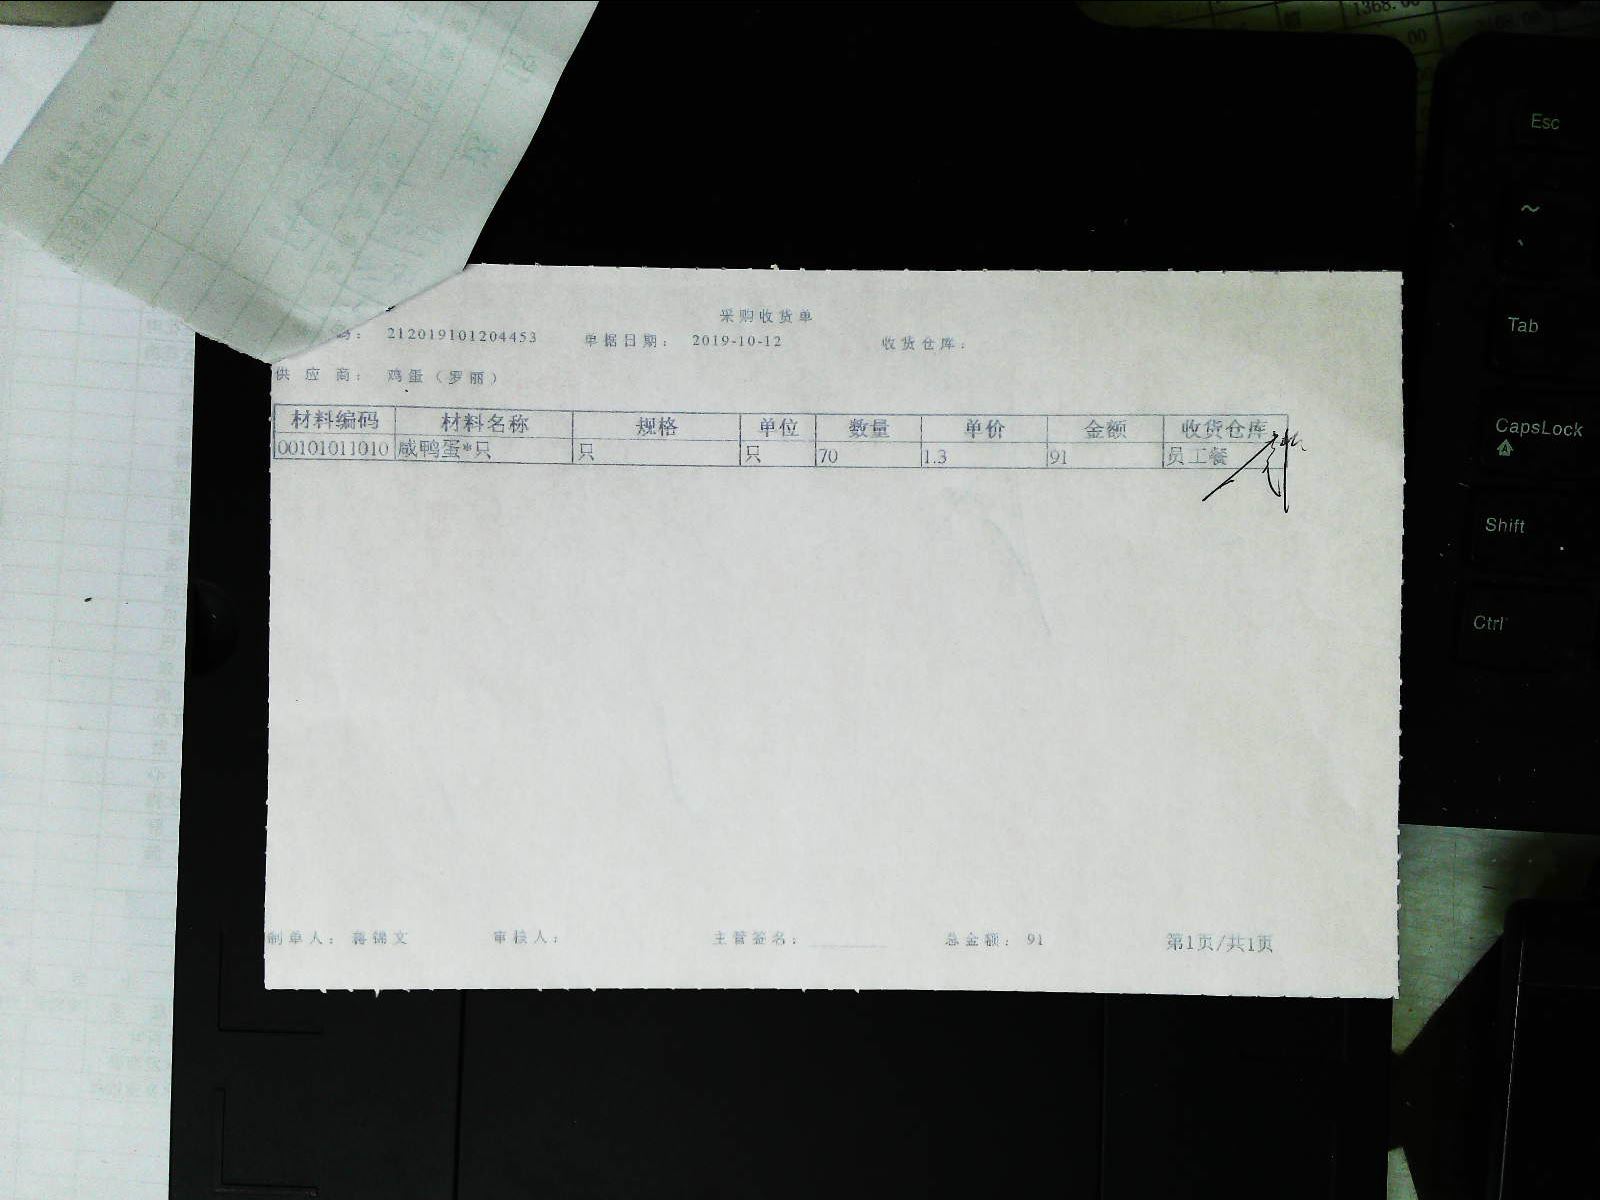 1368.00
00
采购收货单
码： 212019101204453 单据日期： 2019-10-12 收货仓库：
供应商： 鸡蛋（罗丽）
材料编码 材料名称 规格 单位 数量 单价 金额 收货仓库
00101011010 咸鸭蛋*只 只 只 70 1.3 91 员工餐
制单人： 蒋锦文 审核人： 主管签名： 总金额： 91 第1页/共1页
Esc
~
Tab
CapsLock
Shift
Ctrl